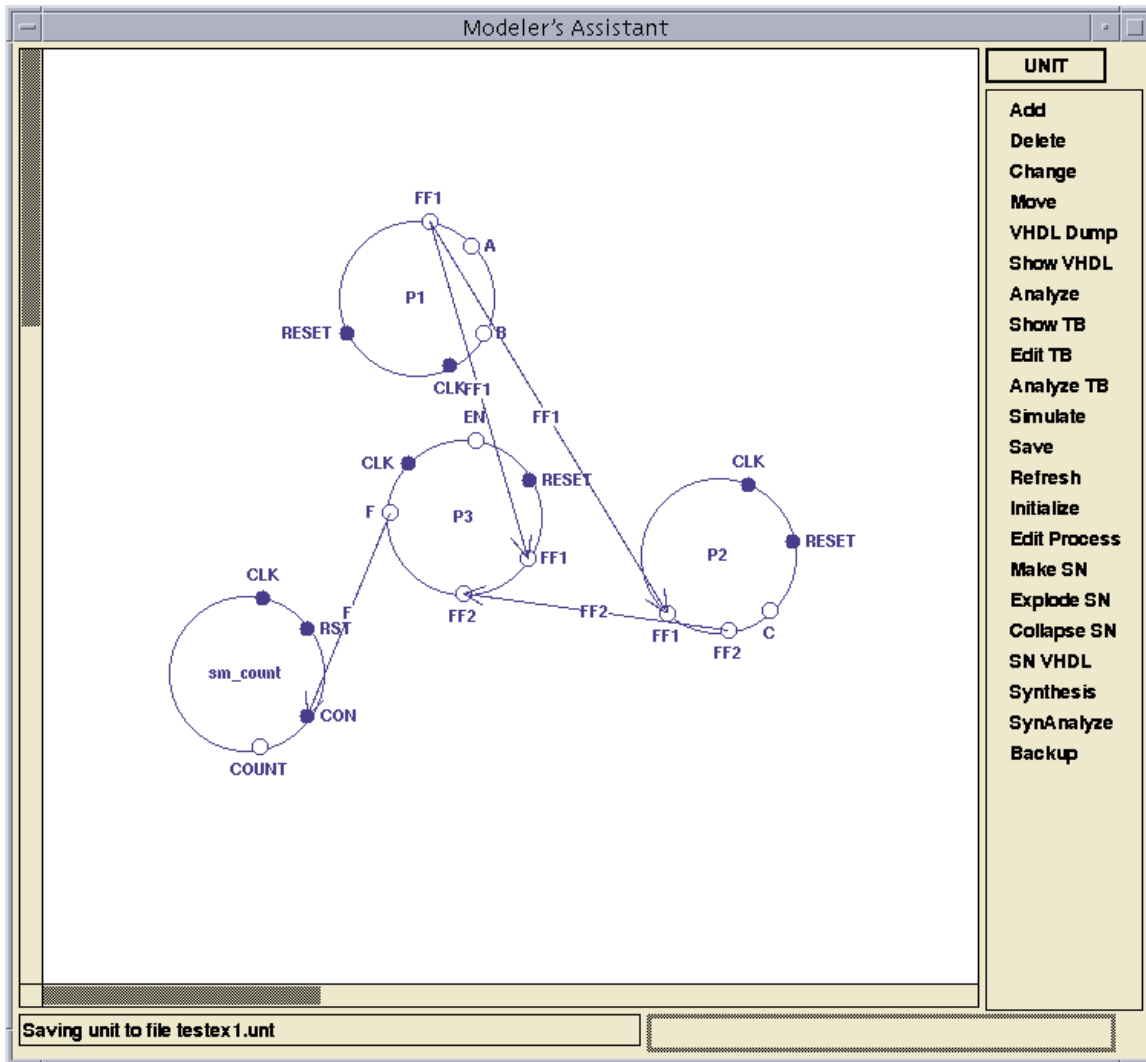 Modeler's Assistant
UNIT
Add
Delete
Change
Move
VHDL Dump
Show VHDL
Analyze
Show TB
Edit TB
Analyze TB
Simulate
Save
Refresh
Initialize
Edit Process
Make SN
Explode SN
Collapse SN
SN VHDL
Synthesis
SynAnalyze
Backup
FF1
A
P1
RESET
B
CLK
FF1
EN
FF1
CLK
RESET
F
P3
FF1
FF2
CLK
RESET
P2
FF2
FF1
FF2
C
CLK
F
RST
sm_count
CON
COUNT
Saving unit to file testex1.unt